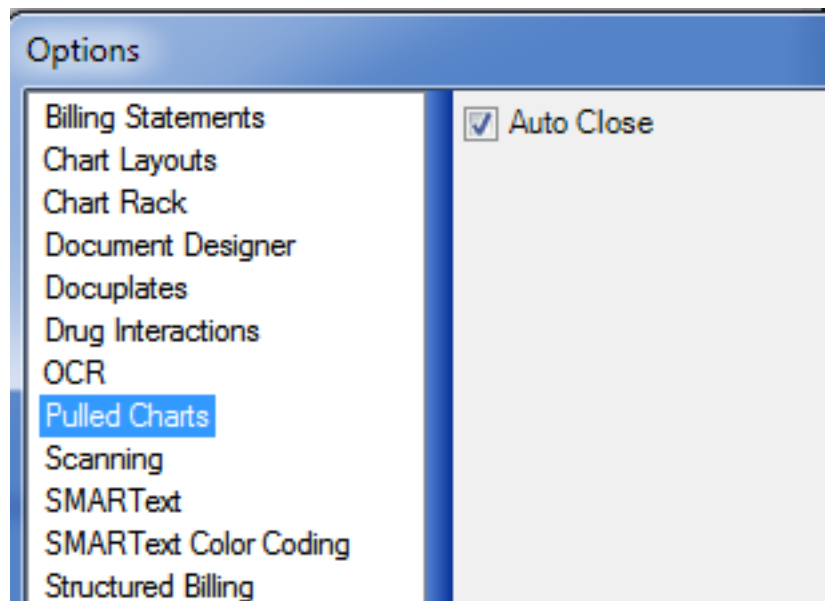 Options
Billing Statements
Chart Layouts
Chart Rack
Document Designer
Docuplates
Drug Interactions
OCR
Pulled Charts
Scanning
SMARText
SMARText Color Coding
Structured Billing
Auto Close